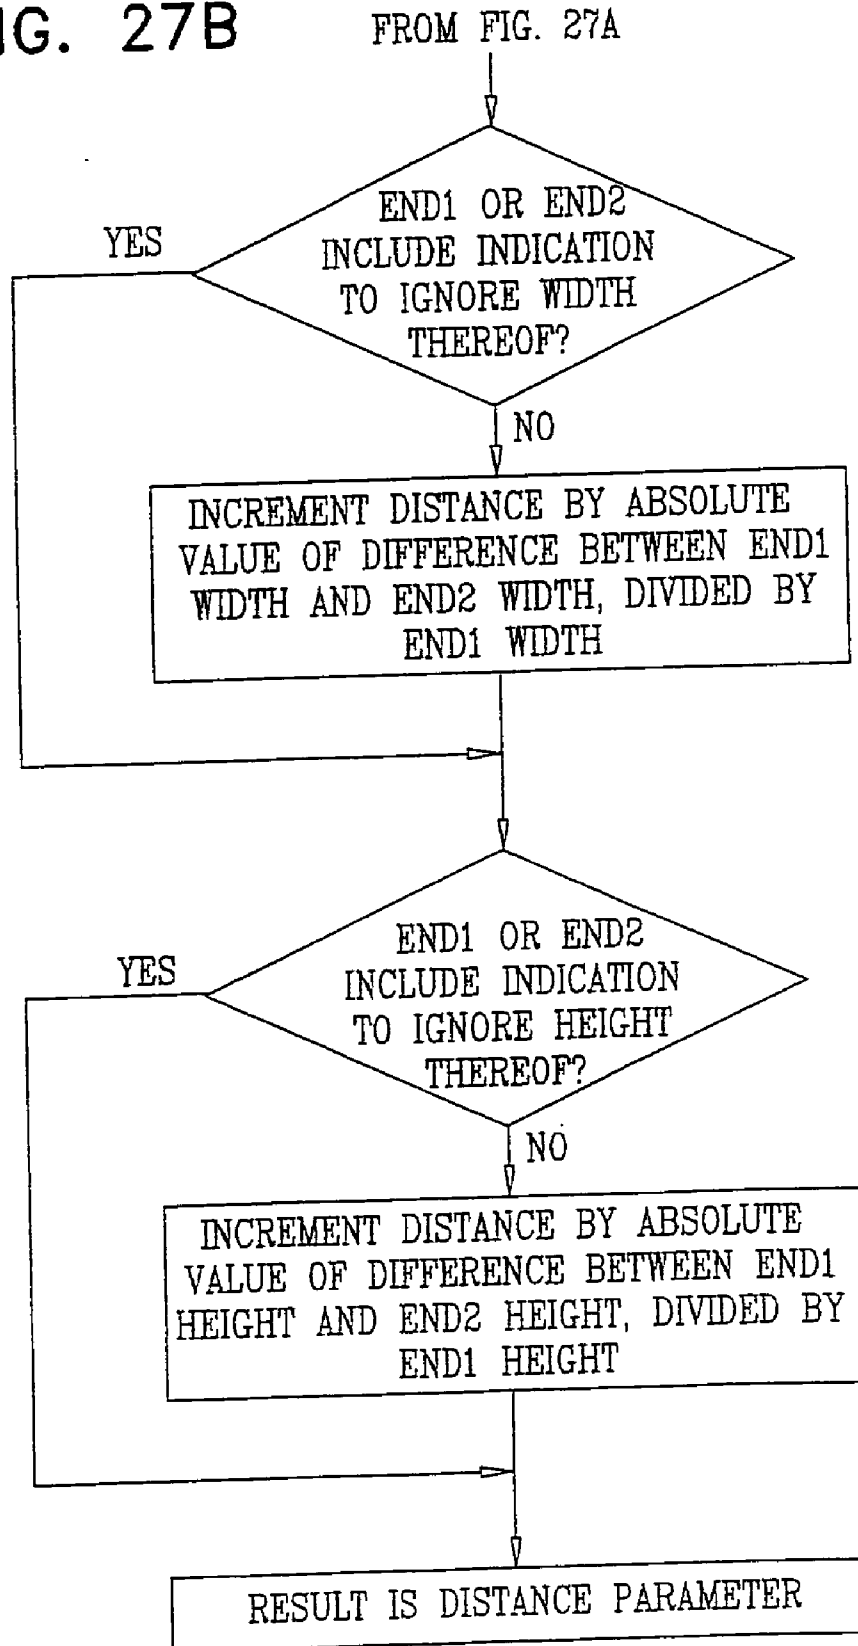 IG. 27B
FROM FIG. 27A
END1 OR END2
INCLUDE INDICATION
TO IGNORE WIDTH
THEREOF?
YES
NO
INCREMENT DISTANCE BY ABSOLUTE
VALUE OF DIFFERENCE BETWEEN END1
WIDTH AND END2 WIDTH, DIVIDED BY
END1 WIDTH
END1 OR END2
INCLUDE INDICATION
TO IGNORE HEIGHT
THEREOF?
YES
NO
INCREMENT DISTANCE BY ABSOLUTE
VALUE OF DIFFERENCE BETWEEN END1
HEIGHT AND END2 HEIGHT, DIVIDED BY
END1 HEIGHT
RESULT IS DISTANCE PARAMETER